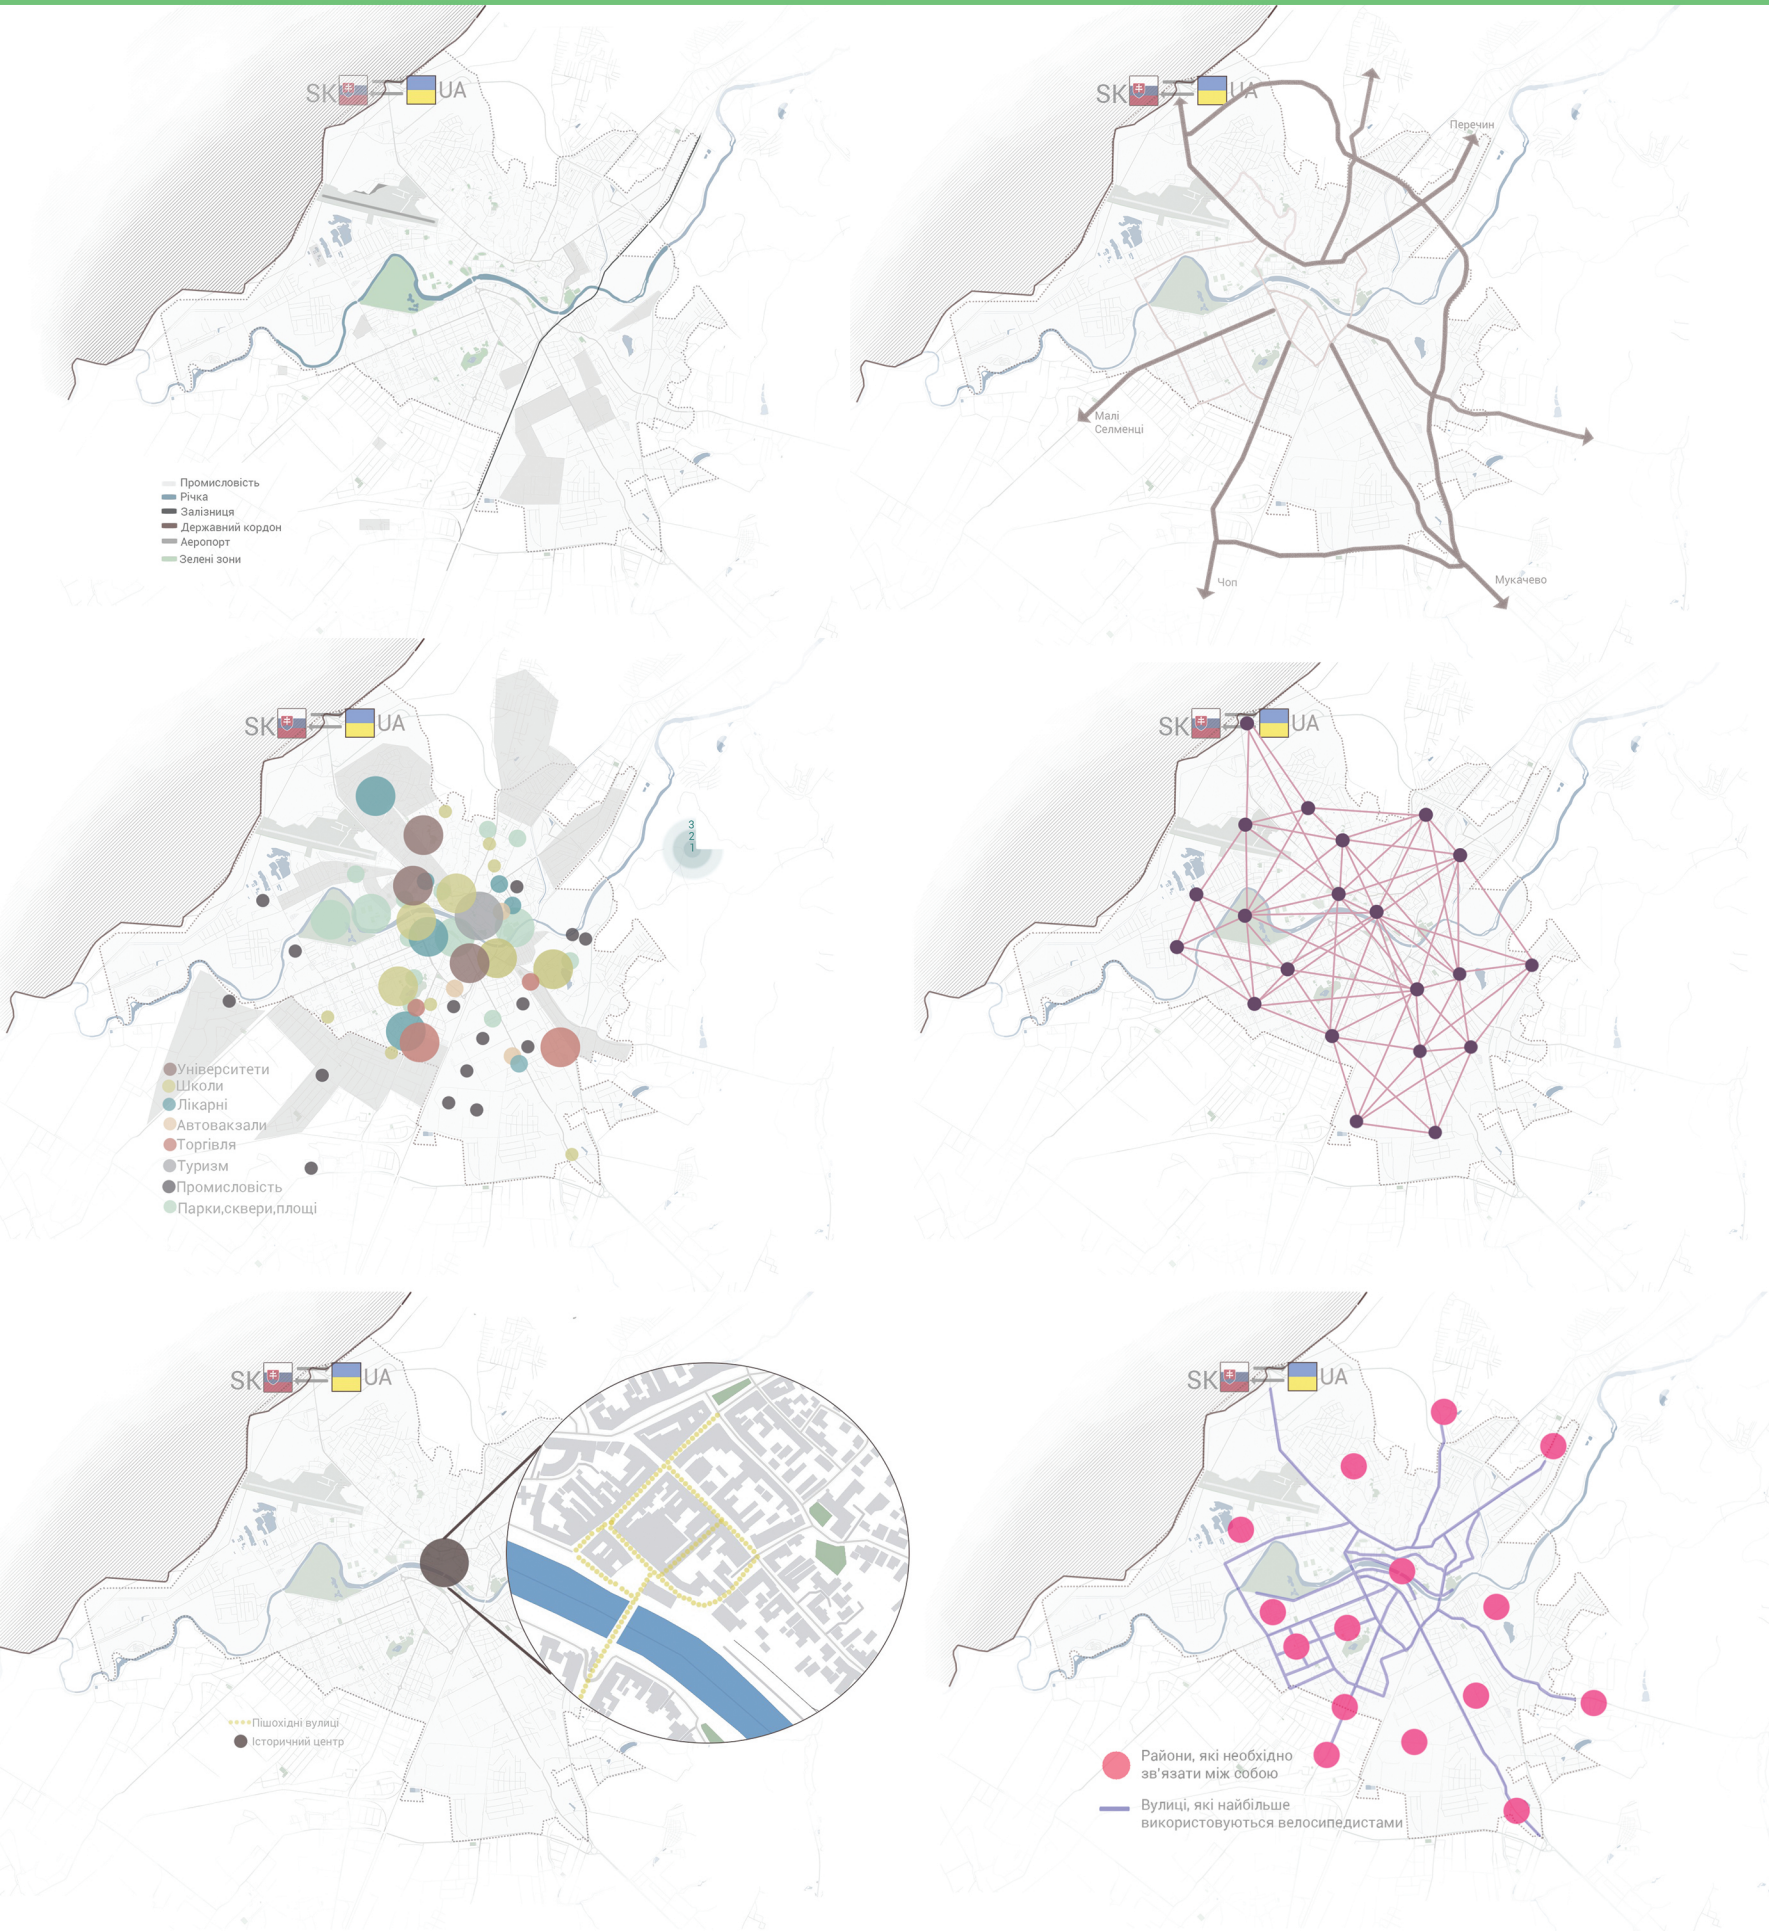 SK UA
Промисловість
Річка
Залізниця
Державний кордон
Аеропорт
Зелені зони
SK UA
Перечин
Малі
Селменці
Чоп
Мукачево
SK UA
3
2
1
Університети
Школи
Лікарні
Автовакзали
Торгівля
Туризм
Промисловість
Парки,сквери,площі
SK UA
SK UA
Пішохідні вулиці
Історичний центр
SK UA
Райони, які необхідно
зв'язати між собою
Вулиці, які найбільше
використовуються велосипедистами